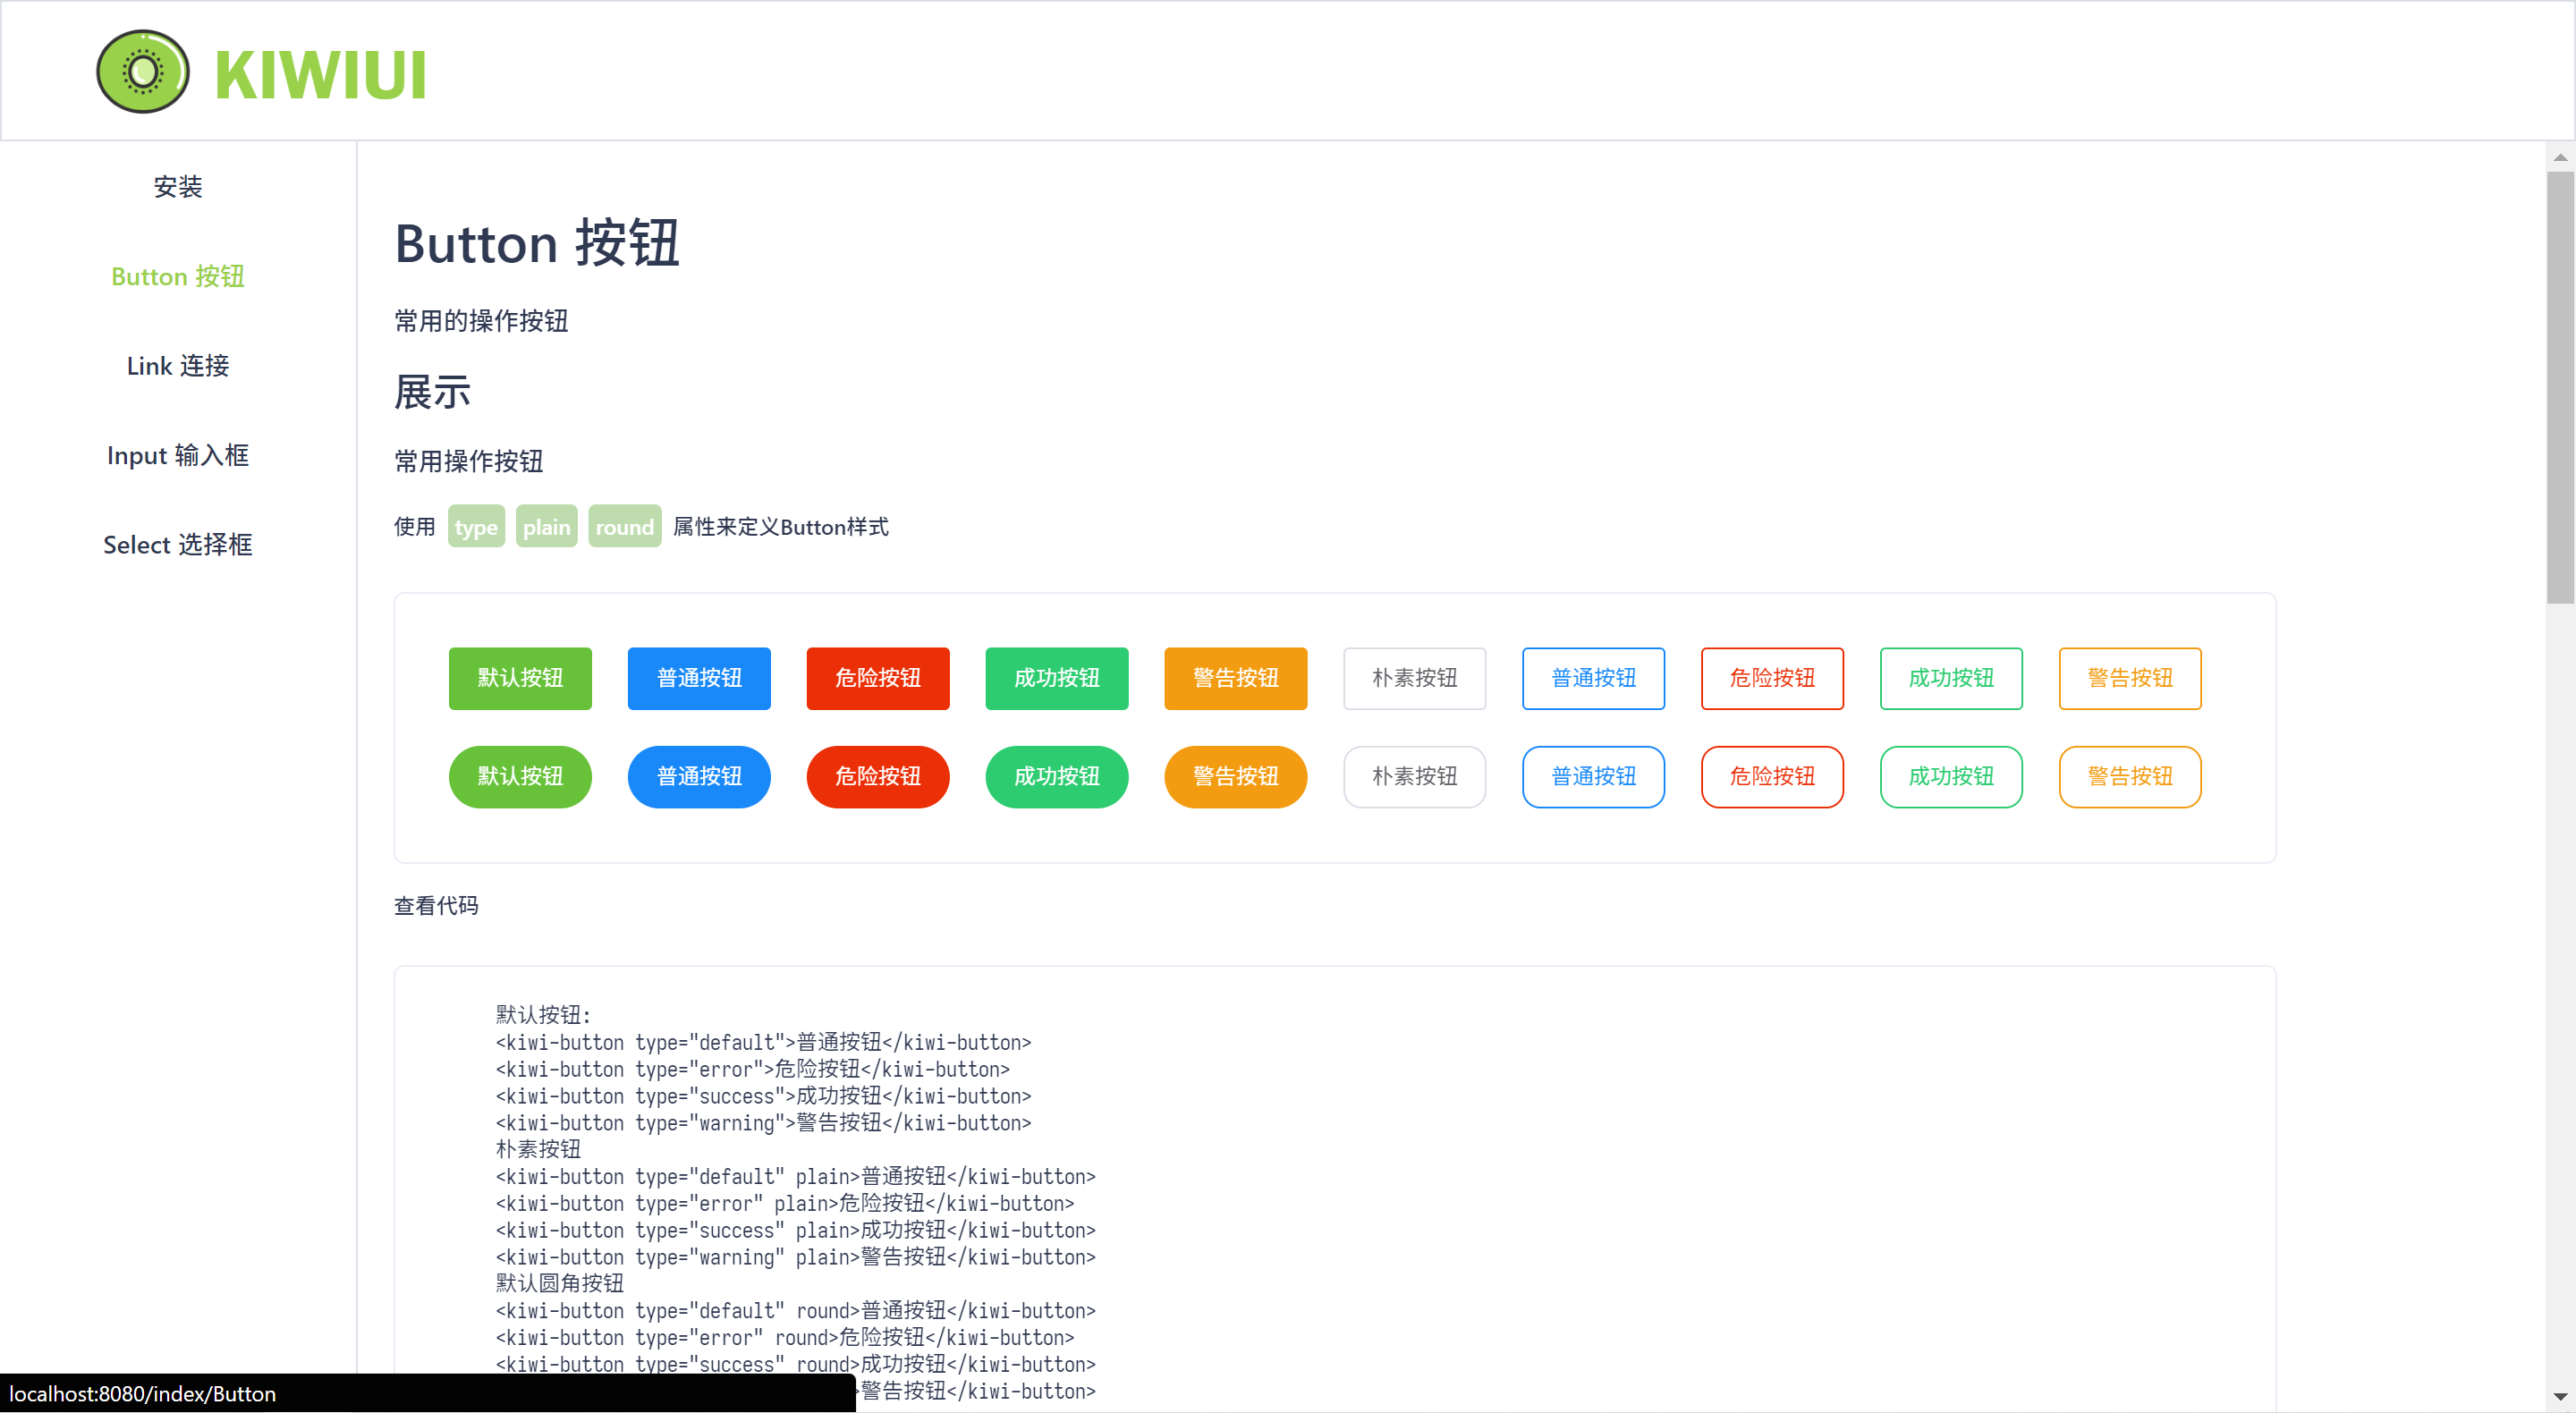 KIWIUI
安装
Button 按钮
Link 连接
Input 输入框
Select 选择框
Button 按钮
常用的操作按钮
展示
常用操作按钮
使用 type plain round 属性来定义Button样式
默认按钮 普通按钮 危险按钮 成功按钮 警告按钮 朴素按钮 普通按钮 危险按钮 成功按钮 警告按钮
默认按钮 普通按钮 危险按钮 成功按钮 警告按钮 朴素按钮 普通按钮 危险按钮 成功按钮 警告按钮
查看代码
默认按钮:
<kiwi-button type="default">普通按钮</kiwi-button>
<kiwi-button type="error">危险按钮</kiwi-button>
<kiwi-button type="success">成功按钮</kiwi-button>
<kiwi-button type="warning">警告按钮</kiwi-button>
朴素按钮
<kiwi-button type="default" plain>普通按钮</kiwi-button>
<kiwi-button type="error" plain>危险按钮</kiwi-button>
<kiwi-button type="success" plain>成功按钮</kiwi-button>
<kiwi-button type="warning" plain>警告按钮</kiwi-button>
默认圆角按钮
<kiwi-button type="default" round>普通按钮</kiwi-button>
<kiwi-button type="error" round>危险按钮</kiwi-button>
<kiwi-button type="success" round>成功按钮</kiwi-button>
>警告按钮</kiwi-button>
localhost:8080/index/Button